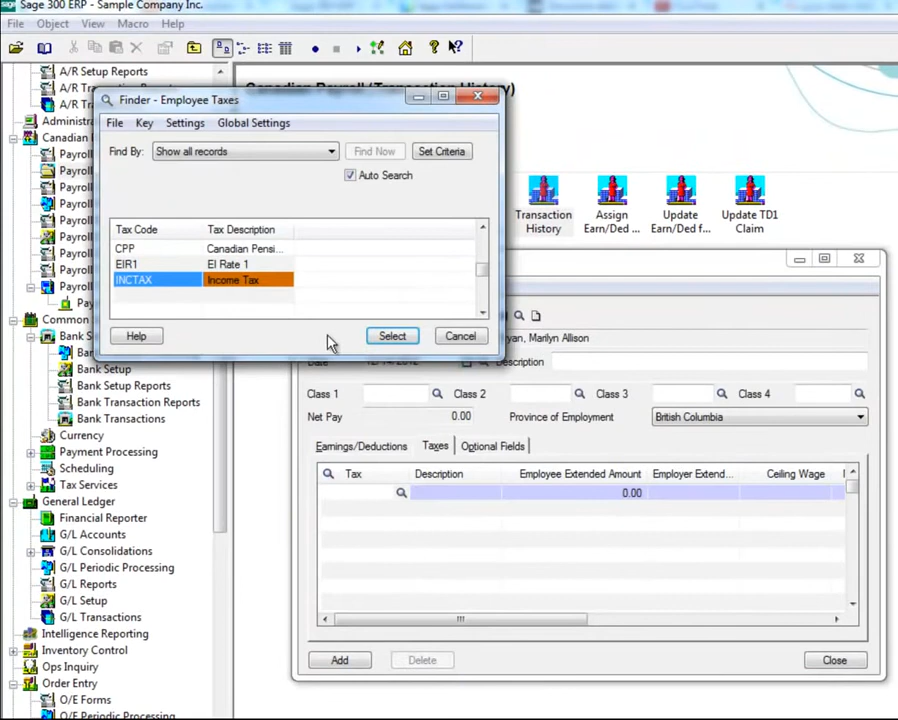 Sage 300 ERP - Sample Company Inc.
File Object View Macro Help
A/R Setup Reports
A/R Tra
A/R Tra
Administra
Canadian
Payroll
Payroll
Payroll
Payroll
Payroll
Payroll
Payroll
Payroll
Payroll
Pay
Common
Bank S
Ban
Bank Setup
Bank Setup Reports
Bank Transaction Reports
Bank Transactions
Currency
Payment Processing
Scheduling
Tax Services
General Ledger
Financial Reporter
G/L Accounts
G/L Consolidations
G/L Periodic Processing
G/L Reports
G/L Setup
G/L Transactions
Intelligence Reporting
Inventory Control
Ops Inquiry
Order Entry
O/E Forms
O/E Periodic Processing
Canadian Payroll (Transaction History)
Finder - Employee Taxes
File Key Settings Global Settings
Find By: Show all records Find Now Set Criteria
Auto Search
Tax Code Tax Description
CPP Canadian Pensi...
EIR1 EI Rate 1
INCTAX Income Tax
Help Select Cancel
Transaction History
Assign Earn/Ded ...
Update Earn/Ded f...
Update TD1 Claim
yan, Marilyn Allison
Date Description
Class 1 Class 2 Class 3 Class 4
Net Pay 0.00 Province of Employment British Columbia
Earnings/Deductions Taxes Optional Fields
Tax Description Employee Extended Amount Employer Extend... Ceiling Wage
0.00
Add Delete Close